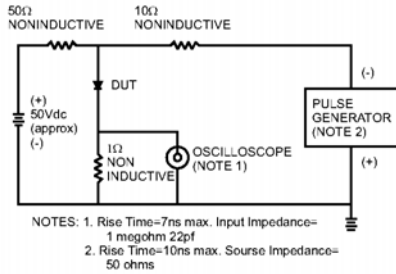 50Ω
NONINDUCTIVE
10Ω
NONINDUCTIVE
(+)
50Vdc
(approx)
(-)
DUT
1Ω
NON
INDUCTIVE
OSCILLOSCOPE
(NOTE 1)
(-)
PULSE
GENERATOR
(NOTE 2)
(+)
NOTES: 1. Rise Time=7ns max. Input Impedance=
1 megohm 22pf
2. Rise Time=10ns max. Sourse Impedance=
50 ohms